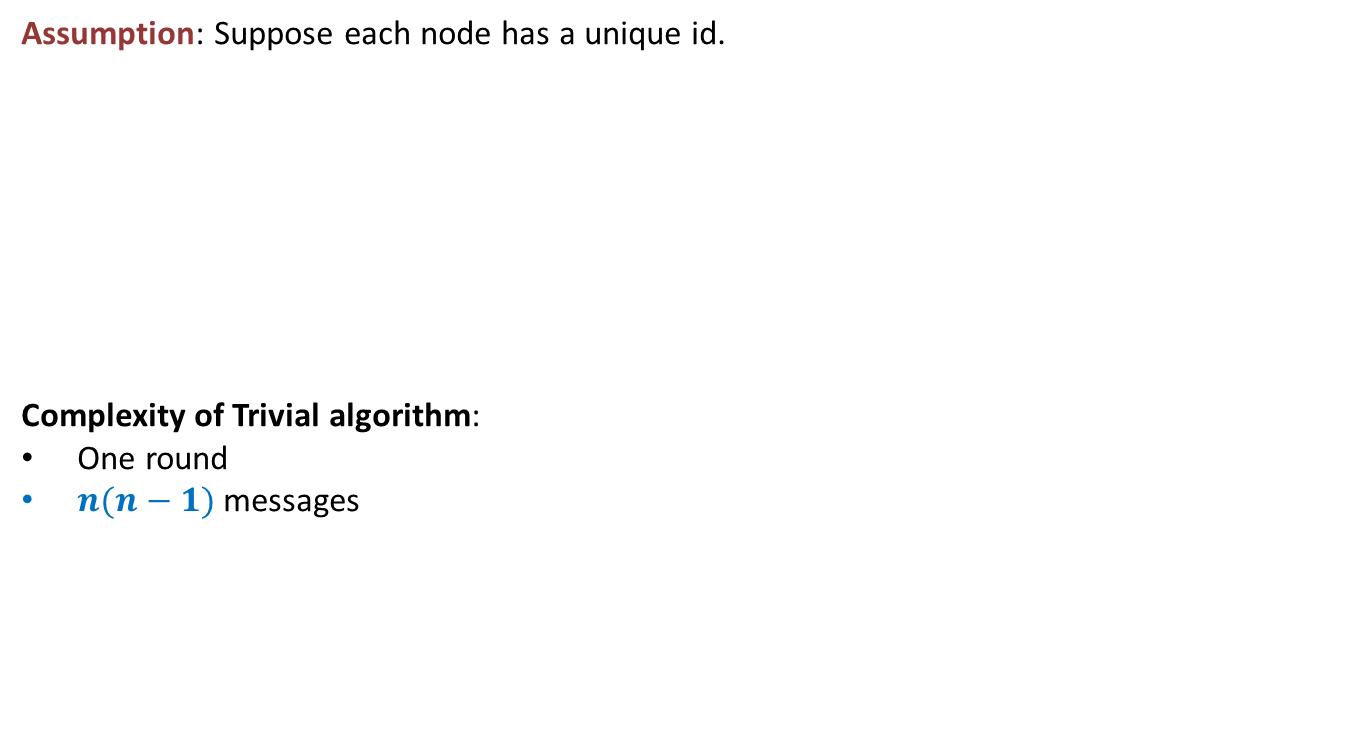 Assumption: Suppose each node has a unique id.
Complexity of Trivial algorithm:
• One round
• n(n − 1) messages